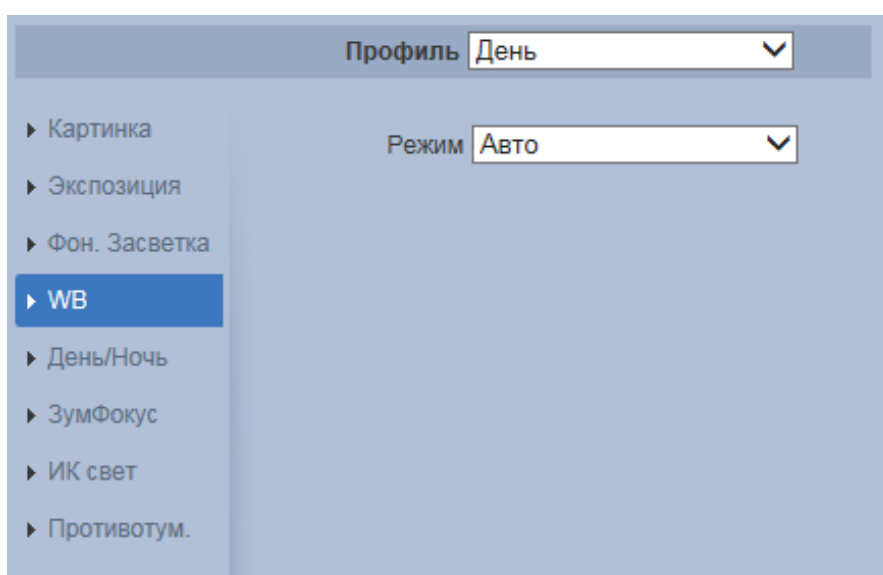 Профиль День
Картинка
Режим Авто
Экспозиция
Фон. Засветка
WB
День/Ночь
ЗумФокус
ИК свет
Противотум.